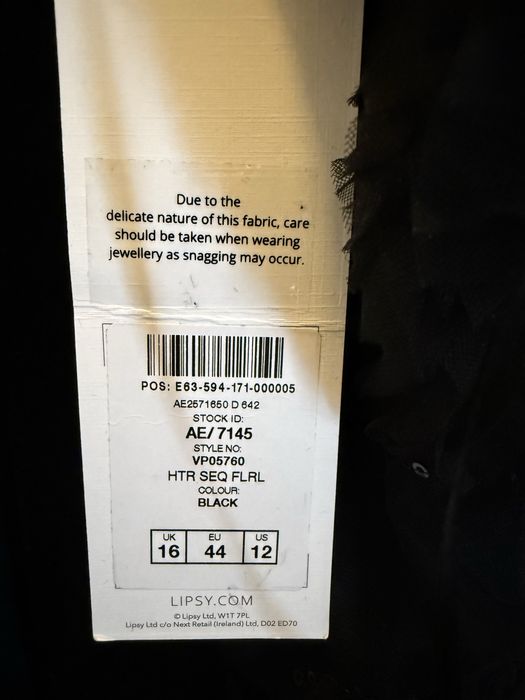 Due to the
delicate nature of this fabric, care
should be taken when wearing
jewellery as snagging may occur.
POS: E63-594-171-000005
AE2571650 D 642
STOCK ID:
AE/ 7145
STYLE NO:
VP05760
HTR SEQ FLRL
COLOUR:
BLACK
UK EU US
16 44 12
LIPSY.COM
© Lipsy Ltd, W1T 7PL
Lipsy Ltd c/o Next Retail (Ireland) Ltd, D02 ED70